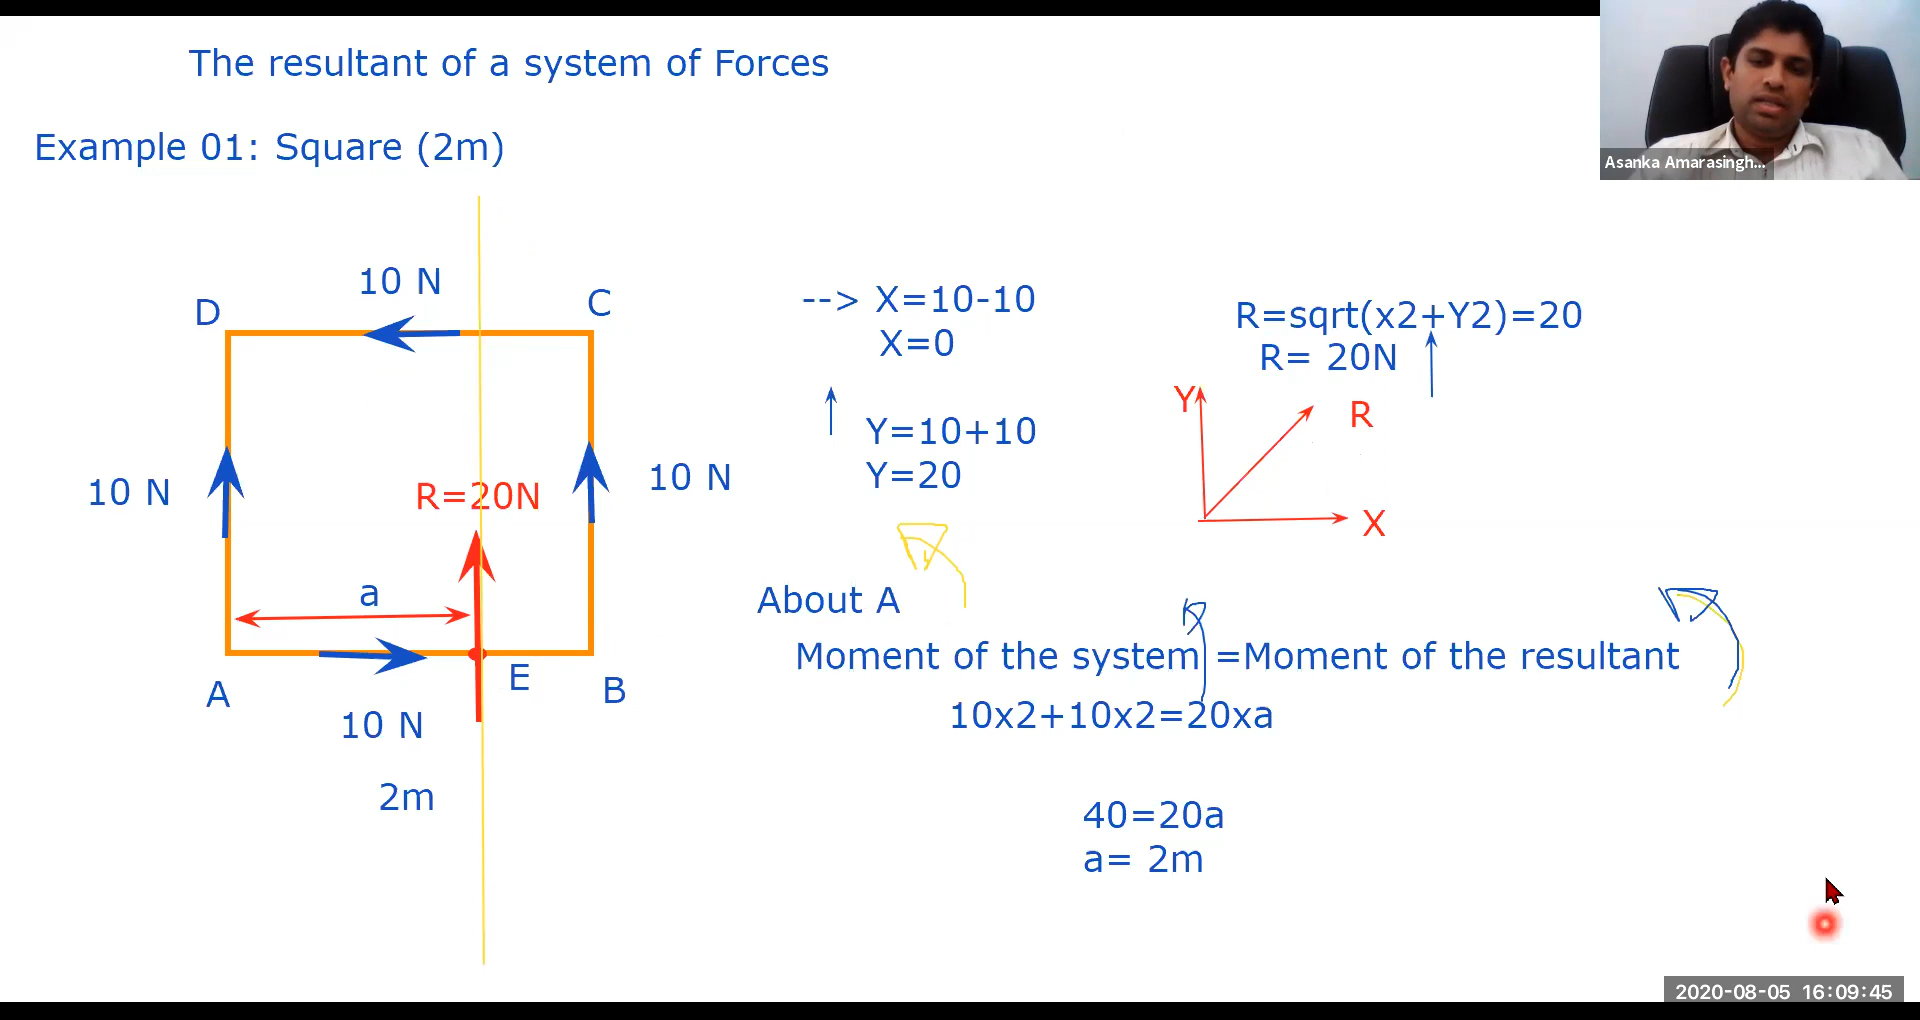 The resultant of a system of Forces
Example 01: Square (2m)
Asanka Amarasingh...
10 N
D
C
10 N
10 N
R=20N
a
A
E
B
10 N
2m
--> X=10-10
X=0
Y=10+10
Y=20
R=sqrt(x2+Y2)=20
R= 20N
Y
R
X
About A
Moment of the system =Moment of the resultant
10x2+10x2=20xa
40=20a
a= 2m
2020-08-05 16:09:45